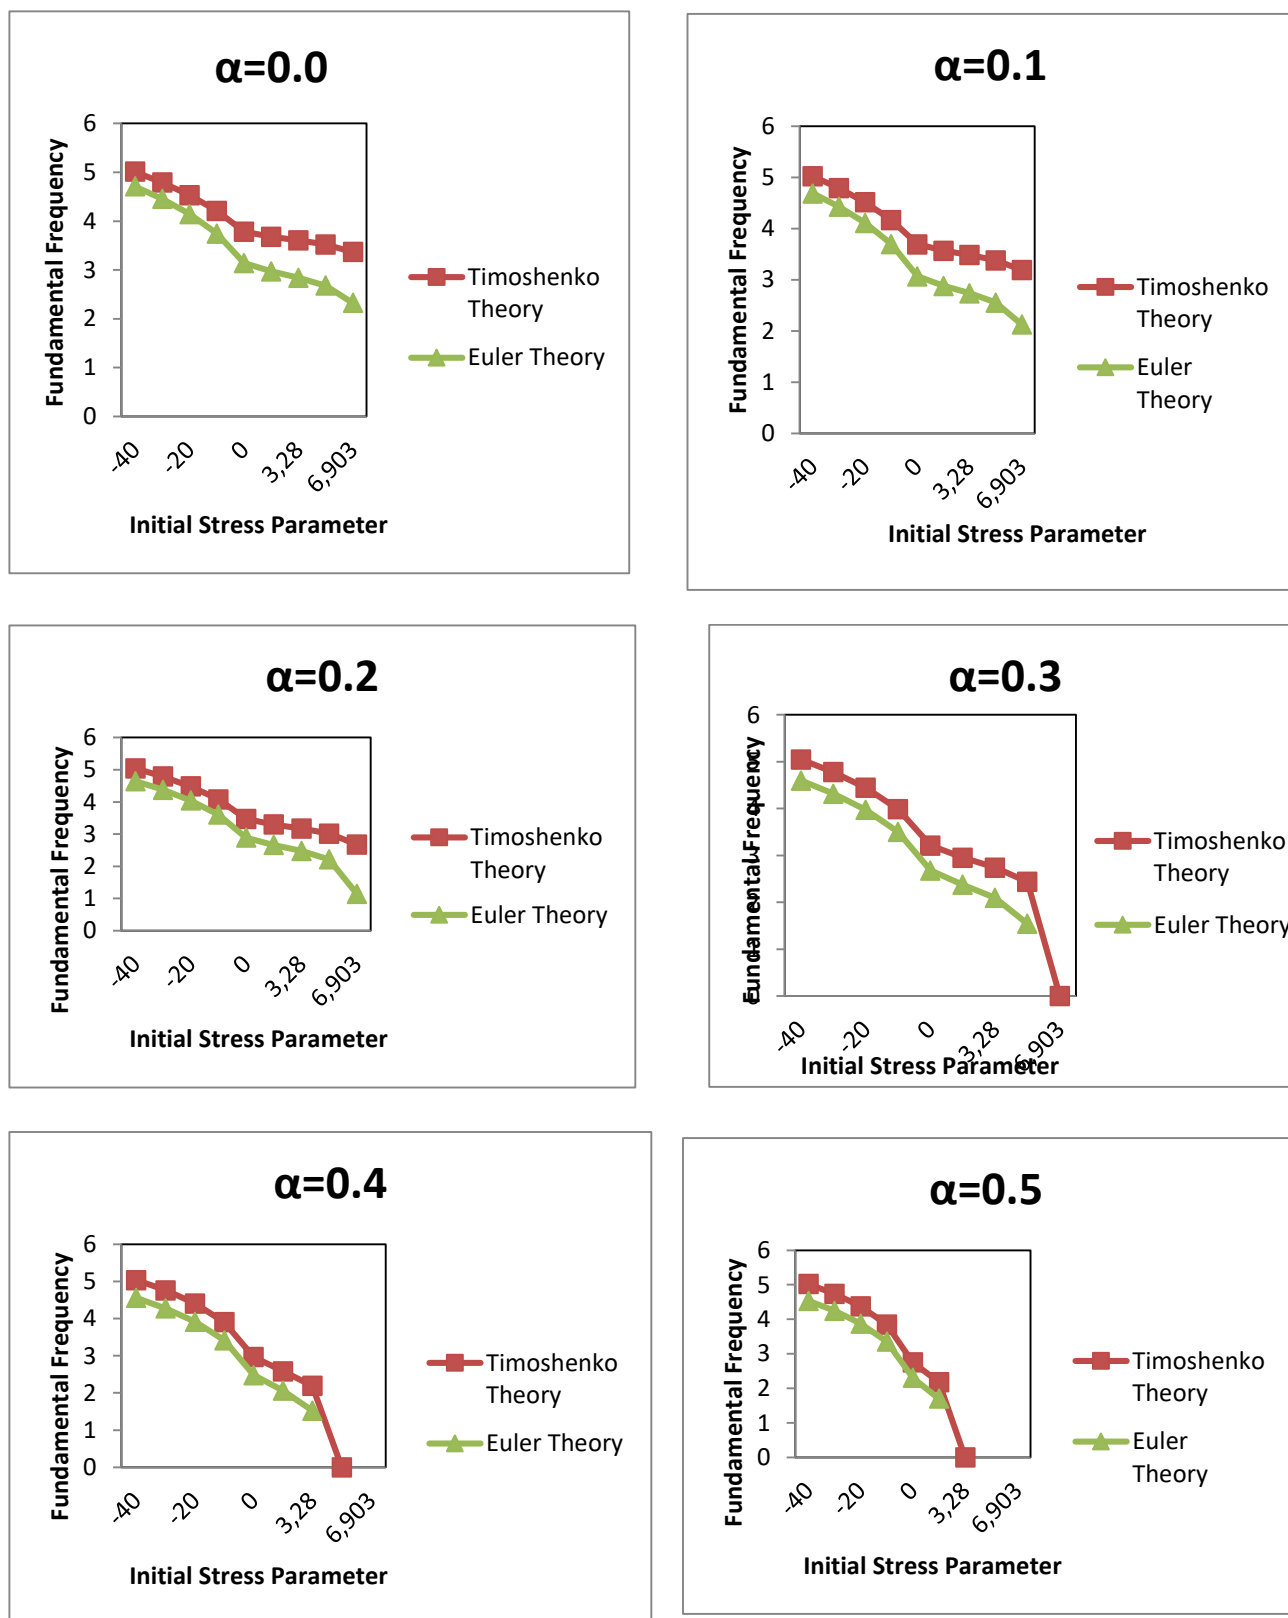 α=0.0
Fundamental Frequency
6
5
4
3
2
1
0
-40
-20
0
3,28
6,903
Initial Stress Parameter
Timoshenko
Theory
Euler Theory
α=0.1
Fundamental Frequency
6
5
4
3
2
1
0
-40
-20
0
3,28
6,903
Initial Stress Parameter
Timoshenko
Theory
Euler
Theory
α=0.2
Fundamental Frequency
6
5
4
3
2
1
0
-40
-20
0
3,28
6,903
Initial Stress Parameter
Timoshenko
Theory
Euler Theory
α=0.3
Fundamental Frequency
6
-40
-20
0
3,28
6,903
Initial Stress Parameter
Timoshenko
Theory
Euler Theory
α=0.4
Fundamental Frequency
6
5
4
3
2
1
0
-40
-20
0
3,28
6,903
Initial Stress Parameter
Timoshenko
Theory
Euler Theory
α=0.5
Fundamental Frequency
6
5
4
3
2
1
0
-40
-20
0
3,28
6,903
Initial Stress Parameter
Timoshenko
Theory
Euler
Theory